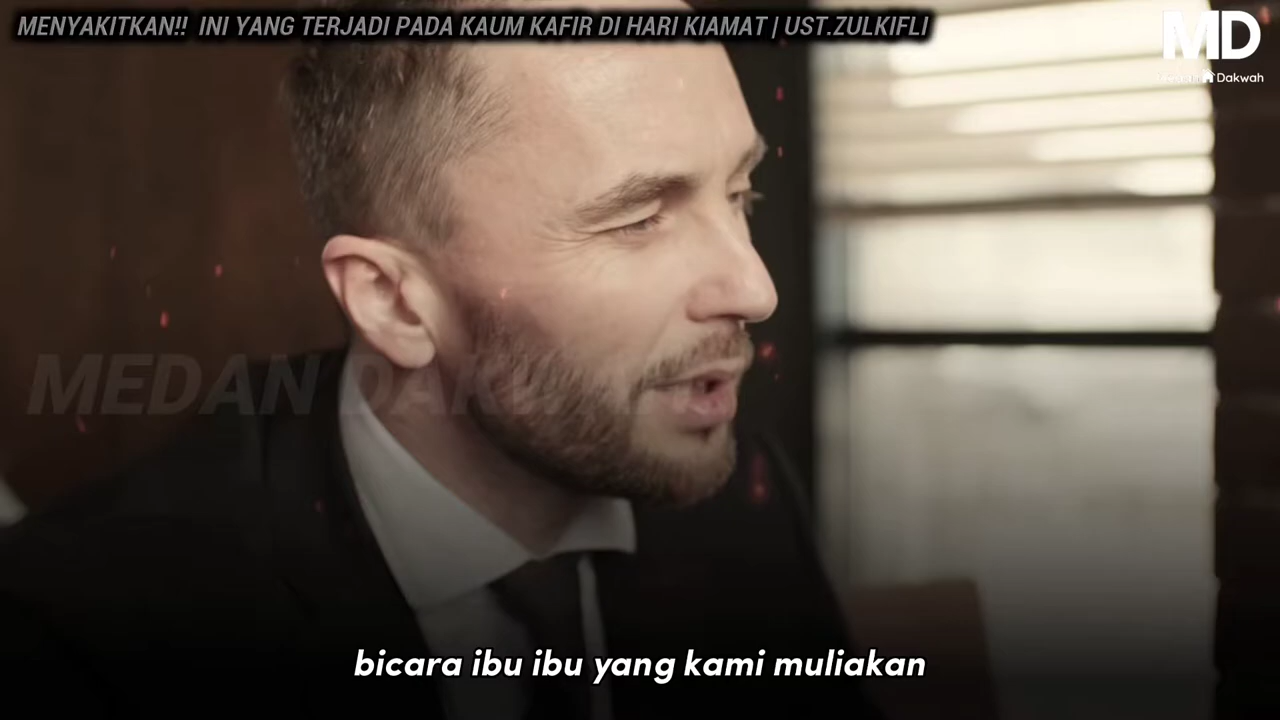 MENYAKITKAN!! INI YANG TERJADI PADA KAUM KAFIR DI HARI KIAMAT | UST.ZULKIFLI
MD
Dakwah
MEDAN DAKWA
bicara ibu ibu yang kami muliakan